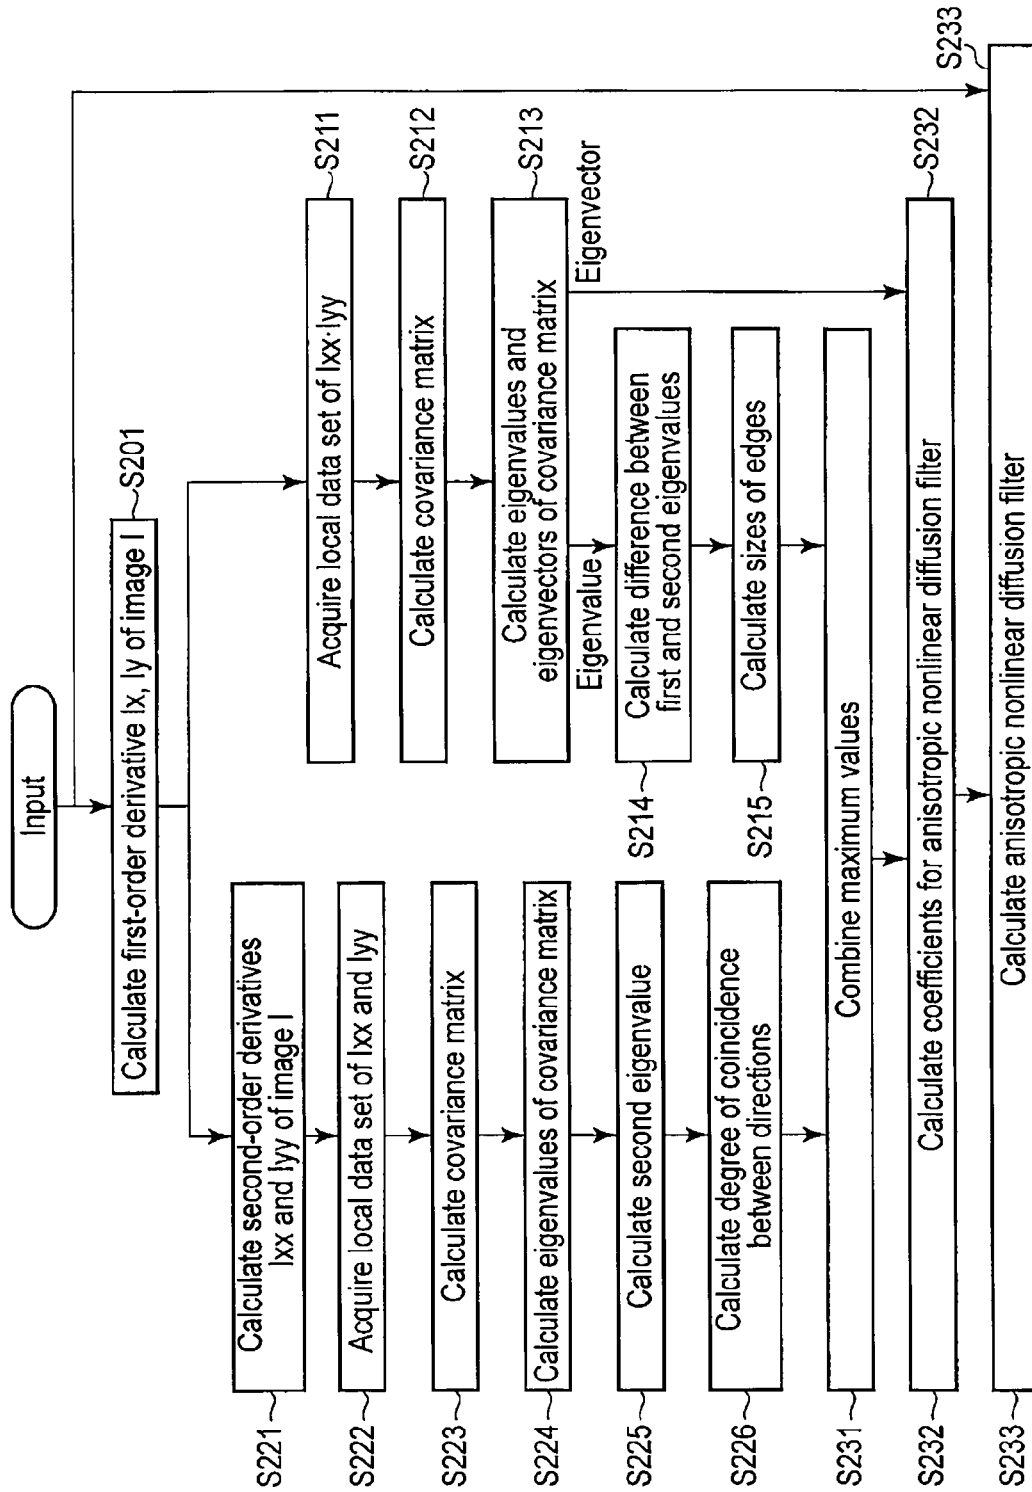 Input
Calculate first-order derivative Ix, Iy of image I
S201
S221
Calculate second-order derivatives
Ixx and Iyy of image I
S222
Acquire local data set of Ixx and Iyy
S223
Calculate covariance matrix
S224
Calculate eigenvalues of covariance matrix
S225
Calculate second eigenvalue
S226
Calculate degree of coincidence
between directions
Acquire local data set of Ixx·Iyy
S211
Calculate covariance matrix
S212
Calculate eigenvalues and
eigenvectors of covariance matrix
S213
Eigenvalue
Eigenvector
S214
Calculate difference between
first and second eigenvalues
S215
Calculate sizes of edges
S231
Combine maximum values
S232
Calculate coefficients for anisotropic nonlinear diffusion filter
S232
S233
Calculate anisotropic nonlinear diffusion filter
S233